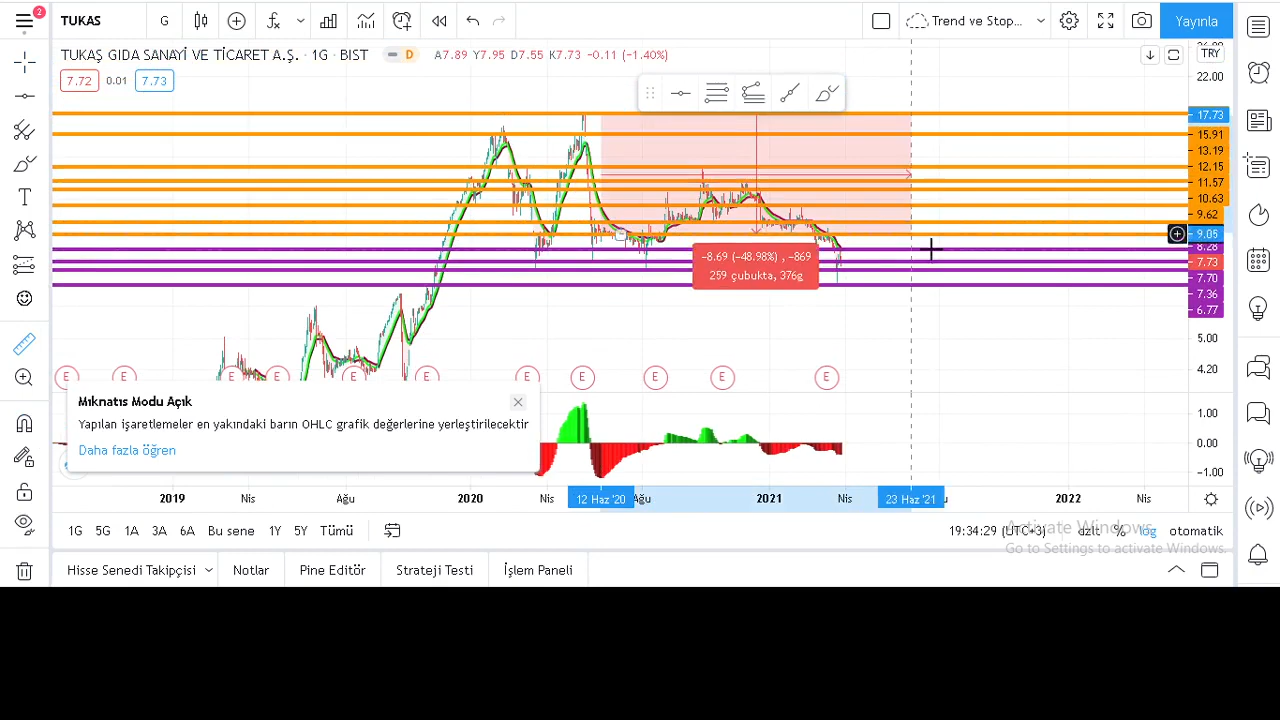 2
TUKAS
G
Trend ve Stop...
Yayınla
TUKAŞ GIDA SANAYİ VE TİCARET A.Ş. · 1G · BIST
D
A7.89 Y7.95 D7.55 K7.73 -0.11 (-1.40%)
TRY
7.72
0.01
7.73
22.00
17.73
15.91
13.19
12.15
11.57
10.63
9.62
9.05
8.28
7.73
7.70
7.36
6.77
5.00
4.20
-8.69 (-48.98%) , -869
259 çubukta, 376g
E E E E E E E E E E E
Mıknatıs Modu Açık
Yapılan işaretlemeler en yakındaki barın OHLC grafik değerlerine yerleştirilecektir
Daha fazla öğren
1.00
0.00
-1.00
2019 Nis Ağu 2020 Nis 12 Haz '20 Ağu 2021 Nis 23 Haz '21 2022 Nis
1G 5G 1A 3A 6A Bu sene 1Y 5Y Tümü
19:34:29 (UTC+3) dzlt % log otomatik
Activate Windows
Go to Settings to activate Windows.
Hisse Senedi Takipçisi Notlar Pine Editör Strateji Testi İşlem Paneli